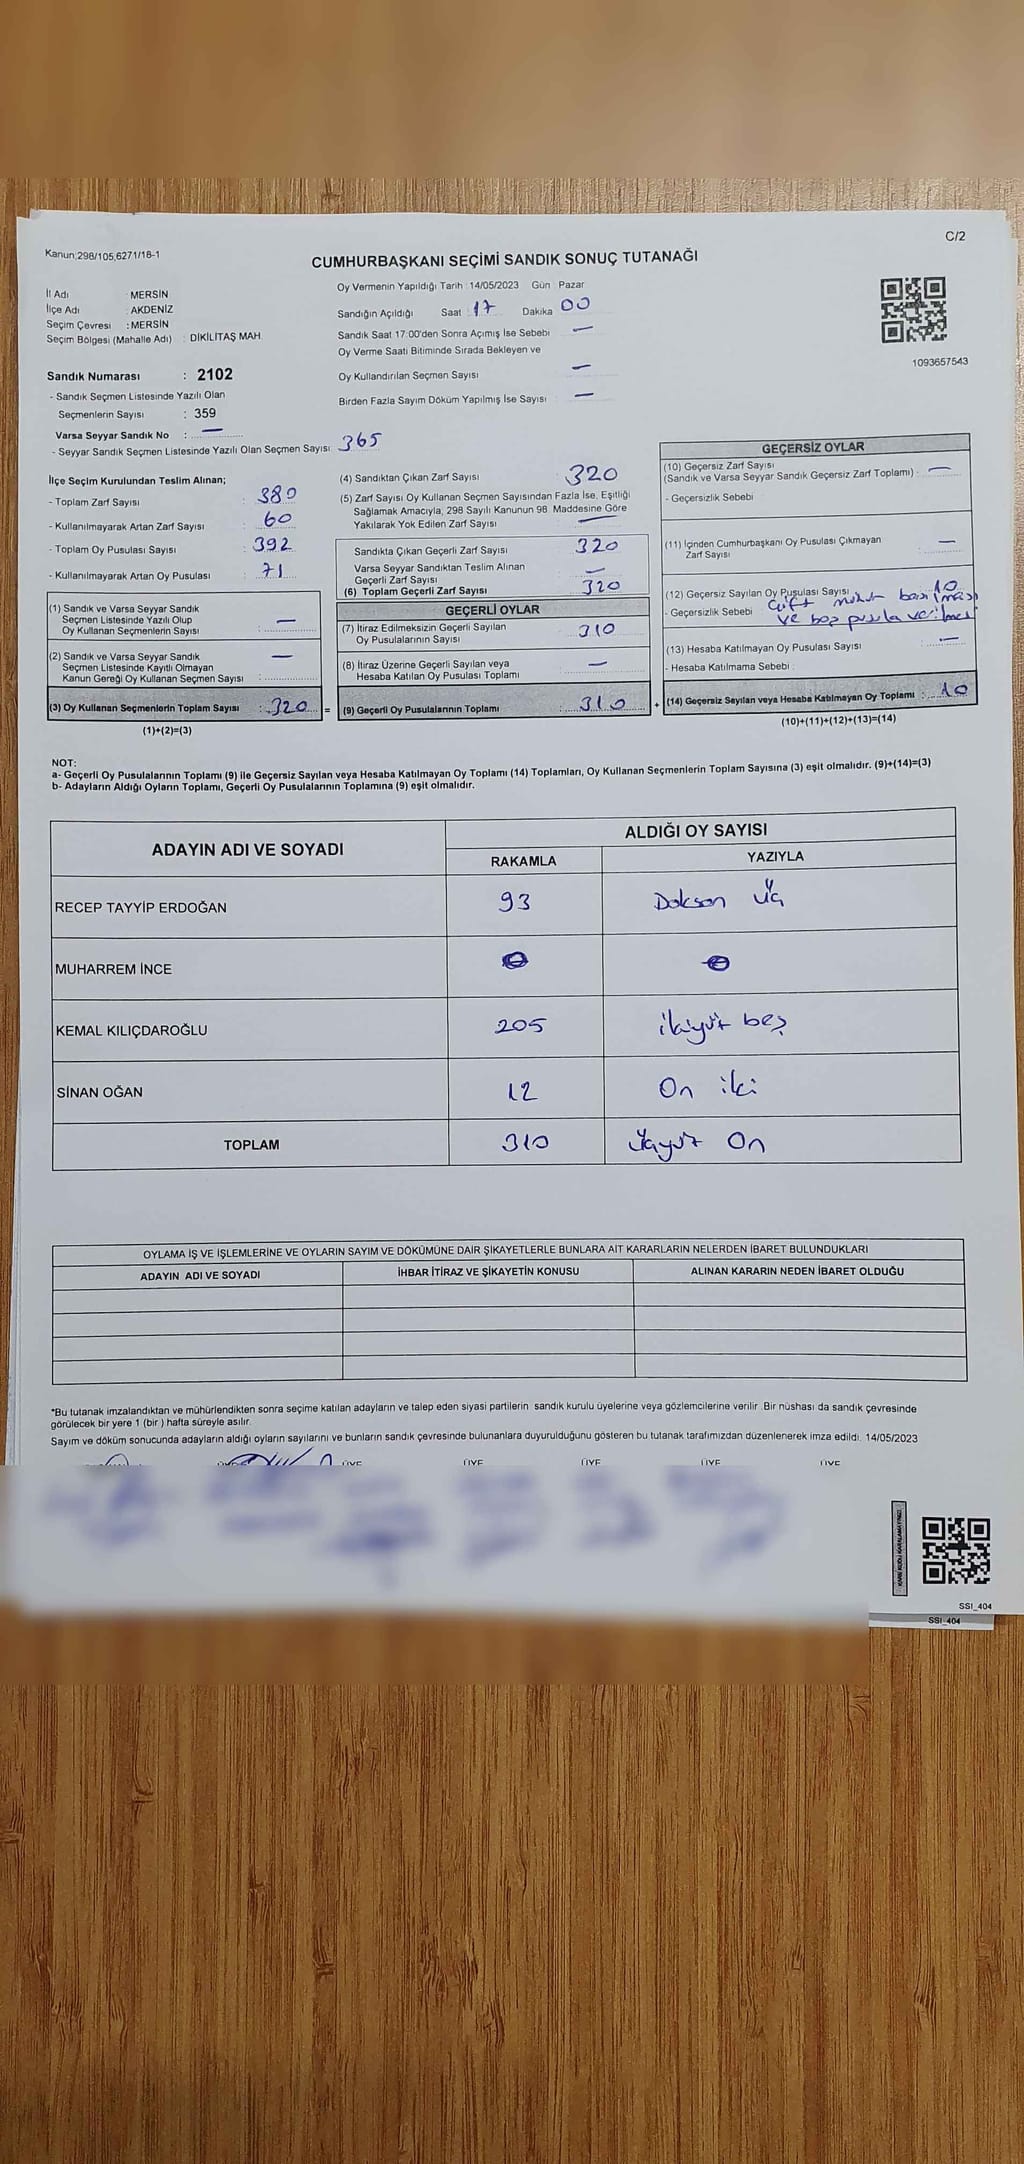 C/2
Kanun;298/105,6271/18-1
CUMHURBAŞKANI SEÇİMİ SANDIK SONUÇ TUTANAĞI
İl Adı : MERSİN
İlçe Adı : AKDENİZ
Seçim Çevresi : MERSİN
Seçim Bölgesi (Mahalle Adı) : DİKİLİTAŞ MAH.
Sandık Numarası : 2102
- Sandık Seçmen Listesinde Yazılı Olan
Seçmenlerin Sayısı : 359
Varsa Seyyar Sandık No : —
- Seyyar Sandık Seçmen Listesinde Yazılı Olan Seçmen Sayısı: 365
Oy Vermenin Yapıldığı Tarih : 14/05/2023 Gün : Pazar
Sandığın Açıldığı Saat : 17 Dakika : 00
Sandık Saat 17:00'den Sonra Açımış İse Sebebi : —
Oy Verme Saati Bitiminde Sırada Bekleyen ve
Oy Kullandırılan Seçmen Sayısı : —
Birden Fazla Sayım Döküm Yapılmış İse Sayısı : —
1093657543
İlçe Seçim Kurulundan Teslim Alınan;
- Toplam Zarf Sayısı : 380
- Kullanılmayarak Artan Zarf Sayısı : 60
- Toplam Oy Pusulası Sayısı : 392
- Kullanılmayarak Artan Oy Pusulası : 71
(1) Sandık ve Varsa Seyyar Sandık
Seçmen Listesinde Yazılı Olup
Oy Kullanan Seçmenlerin Sayısı : —
(2) Sandık ve Varsa Seyyar Sandık
Seçmen Listesinde Kayıtlı Olmayan
Kanun Gereği Oy Kullanan Seçmen Sayısı : —
(3) Oy Kullanan Seçmenlerin Toplam Sayısı : 320 =
(1)+(2)=(3)
(4) Sandıktan Çıkan Zarf Sayısı : 320
(5) Zarf Sayısı Oy Kullanan Seçmen Sayısından Fazla İse, Eşitliği
Sağlamak Amacıyla, 298 Sayılı Kanunun 98. Maddesine Göre
Yakılarak Yok Edilen Zarf Sayısı : —
Sandıkta Çıkan Geçerli Zarf Sayısı : 320
Varsa Seyyar Sandıktan Teslim Alınan
Geçerli Zarf Sayısı : —
(6) Toplam Geçerli Zarf Sayısı : 320
GEÇERLİ OYLAR
(7) İtiraz Edilmeksizin Geçerli Sayılan
Oy Pusulalarının Sayısı : 310
(8) İtiraz Üzerine Geçerli Sayılan veya
Hesaba Katılan Oy Pusulası Toplamı : —
(9) Geçerli Oy Pusulalarının Toplamı : 310 +
GEÇERSİZ OYLAR
(10) Geçersiz Zarf Sayısı
(Sandık ve Varsa Seyyar Sandık Geçersiz Zarf Toplamı) : —
- Geçersizlik Sebebi
(11) İçinden Cumhurbaşkanı Oy Pusulası Çıkmayan
Zarf Sayısı : —
(12) Geçersiz Sayılan Oy Pusulası Sayısı : 10
- Geçersizlik Sebebi : Çift mühür basılması
ve boş pusula verilmesi
(13) Hesaba Katılmayan Oy Pusulası Sayısı : —
- Hesaba Katılmama Sebebi :
(14) Geçersiz Sayılan veya Hesaba Katılmayan Oy Toplamı : 10
(10)+(11)+(12)+(13)=(14)
NOT:
a- Geçerli Oy Pusulalarının Toplamı (9) ile Geçersiz Sayılan veya Hesaba Katılmayan Oy Toplamı (14) Toplamları, Oy Kullanan Seçmenlerin Toplam Sayısına (3) eşit olmalıdır. (9)+(14)=(3)
b- Adayların Aldığı Oyların Toplamı, Geçerli Oy Pusulalarının Toplamına (9) eşit olmalıdır.
ADAYIN ADI VE SOYADI
ALDIĞI OY SAYISI
RAKAMLA YAZIYLA
RECEP TAYYİP ERDOĞAN 93 Doksan üç
MUHARREM İNCE
KEMAL KILIÇDAROĞLU 205 ikiyüz beş
SİNAN OĞAN 12 On iki
TOPLAM 310 Üçyüz On
OYLAMA İŞ VE İŞLEMLERİNE VE OYLARIN SAYIM VE DÖKÜMÜNE DAİR ŞİKAYETLERLE BUNLARA AİT KARARLARIN NELERDEN İBARET BULUNDUKLARI
ADAYIN ADI VE SOYADI İHBAR İTİRAZ VE ŞİKAYETİN KONUSU ALINAN KARARIN NEDEN İBARET OLDUĞU
*Bu tutanak imzalandıktan ve mühürlendikten sonra seçime katılan adayların ve talep eden siyasi partilerin sandık kurulu üyelerine veya gözlemcilerine verilir. Bir nüshası da sandık çevresinde
görülecek bir yere 1 (bir) hafta süreyle asılır.
Sayım ve döküm sonucunda adayların aldığı oyların sayılarını ve bunların sandık çevresinde bulunanlara duyurulduğunu gösteren bu tutanak tarafımızdan düzenlenerek imza edildi. 14/05/2023
ÜYE ÜYE ÜYE ÜYE ÜYE
SSI_404
SSI_404